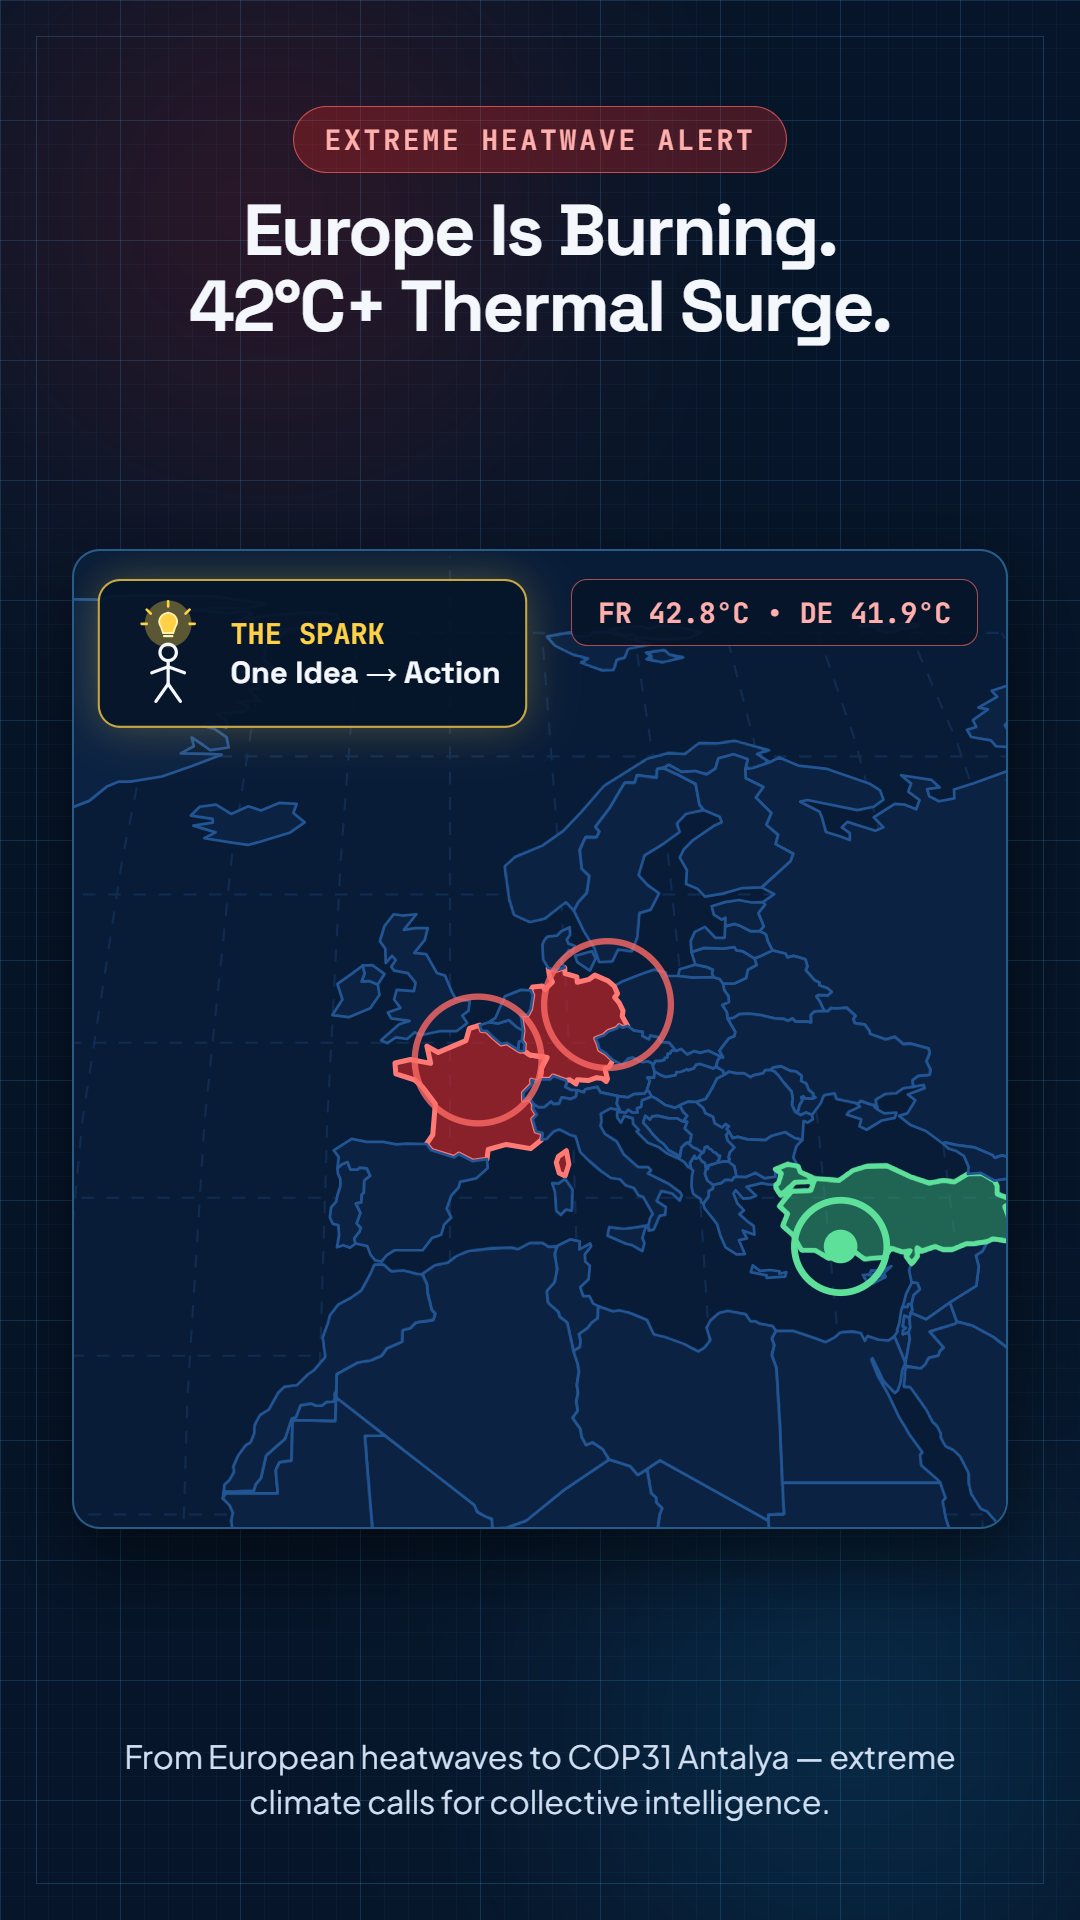 EXTREME HEATWAVE ALERT
Europe Is Burning.
42°C+ Thermal Surge.
THE SPARK
One Idea → Action
FR 42.8°C • DE 41.9°C
From European heatwaves to COP31 Antalya — extreme
climate calls for collective intelligence.